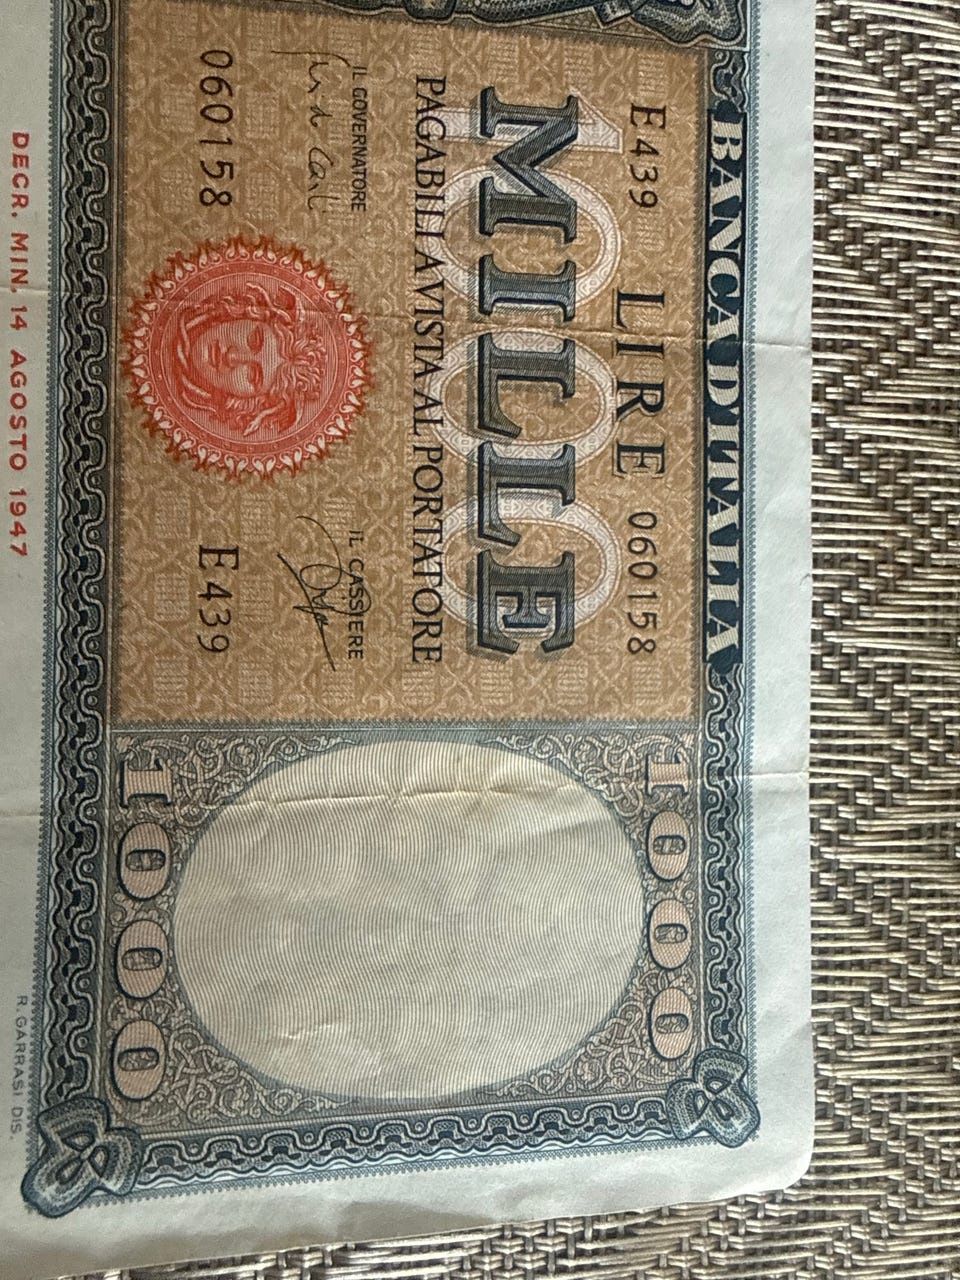 BANCA D'ITALIA
E439 LIRE 060158
1000
MILLE
PAGABILI A VISTA AL PORTATORE
IL GOVERNATORE
IL CASSIERE
060158
E439
1000
1000
DECR. MIN. 14 AGOSTO 1947
R. GARRASI DIS.